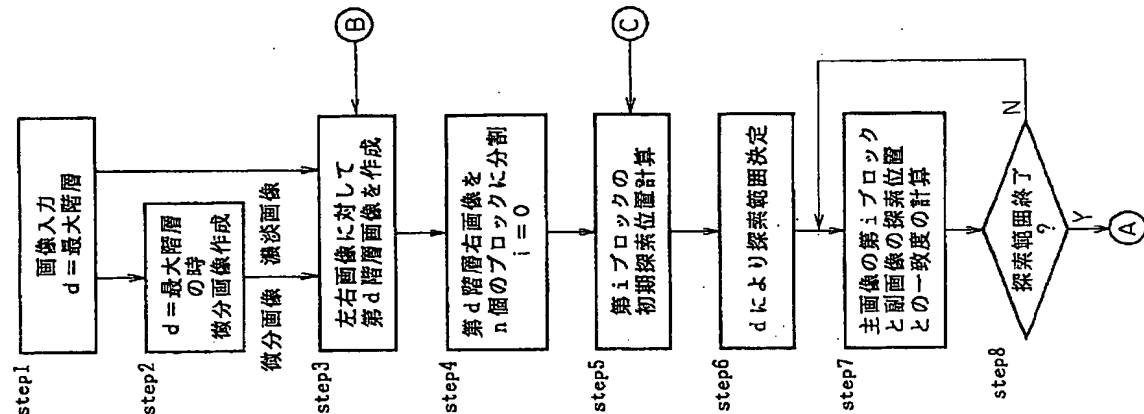 step1
画像入力
d＝最大階層
step2
d＝最大階層
の時
微分画像作成
微分画像 濃淡画像
step3
左右画像に対して
第d階層画像を作成
B
step4
第d階層右画像を
n個のブロックに分割
i＝0
step5
第iブロックの
初期探索位置計算
C
step6
dにより探索範囲決定
step7
主画像の第iブロック
と副画像の探索位置
との一致度の計算
step8
探索範囲終了
?
N
Y
A